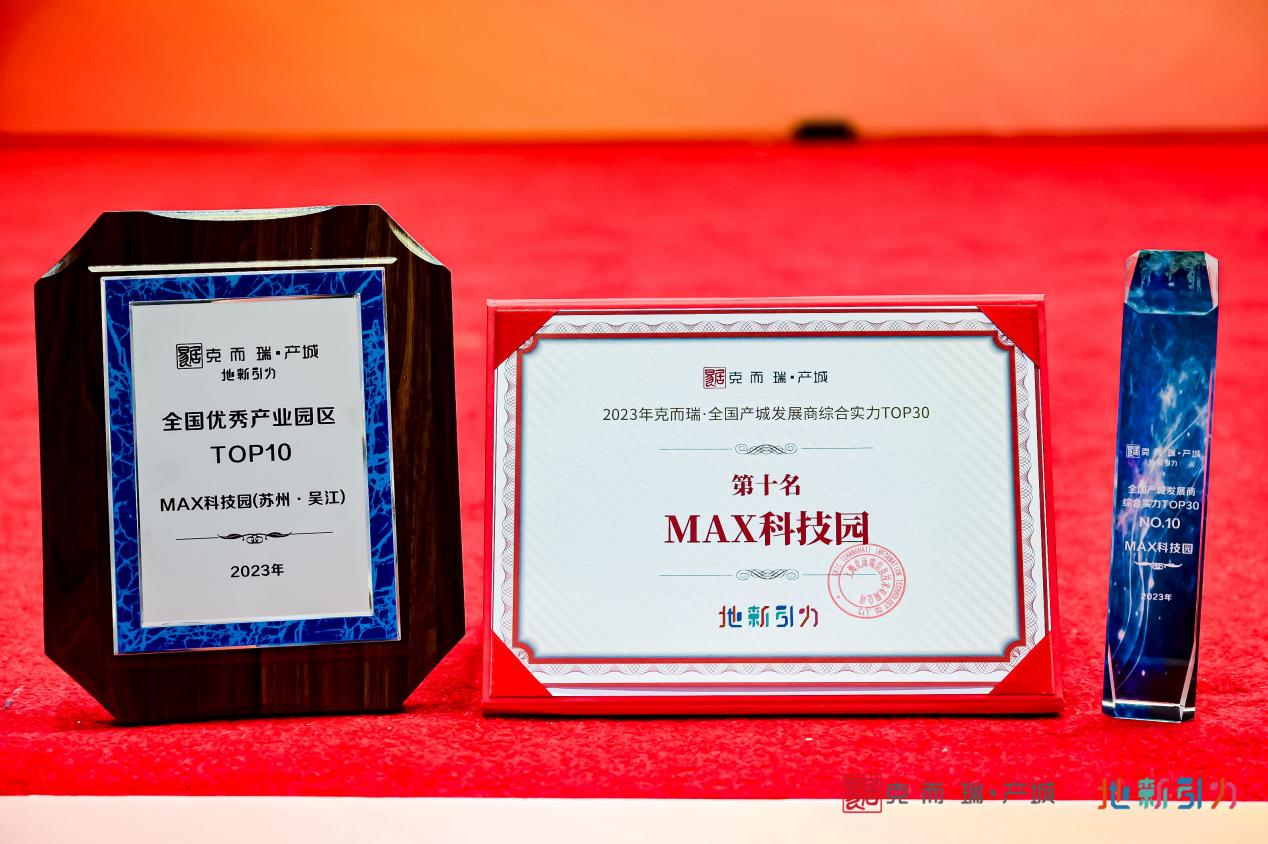 克而瑞·产城
地新引力
全国优秀产业园区
TOP10
MAX科技园(苏州·吴江)
2023年
克而瑞·产城
2023年克而瑞·全国产城发展商综合实力TOP30
第十名
MAX科技园
地新引力
克而瑞·产城
地新引力
全国产城发展商
综合实力TOP30
NO.10
MAX科技园
2023年
克而瑞·产城 地新引力